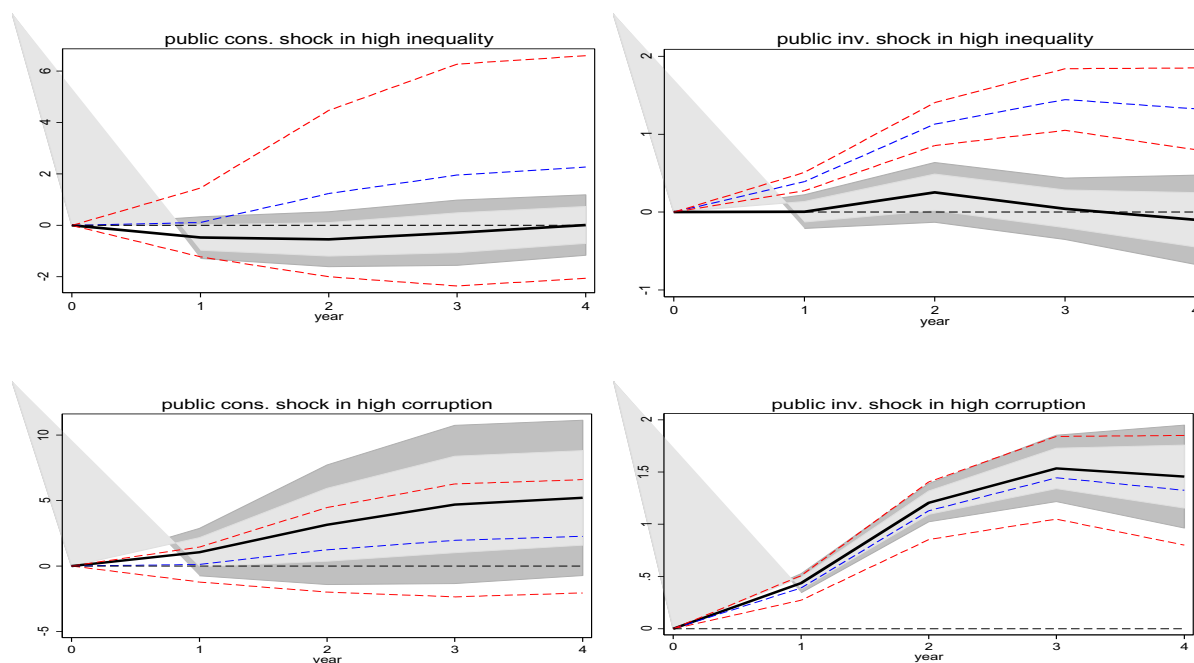 public cons. shock in high inequality
6
4
2
0
-2
0 1 2 3 4
year
public inv. shock in high inequality
2
1
0
-1
0 1 2 3 4
year
public cons. shock in high corruption
10
5
0
-5
0 1 2 3 4
year
public inv. shock in high corruption
2
1.5
1
.5
0
0 1 2 3 4
year